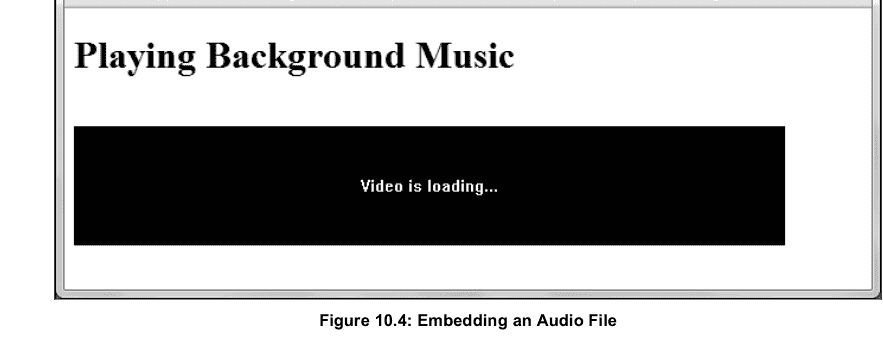 Playing Background Music
Video is loading...
Figure 10.4: Embedding an Audio File